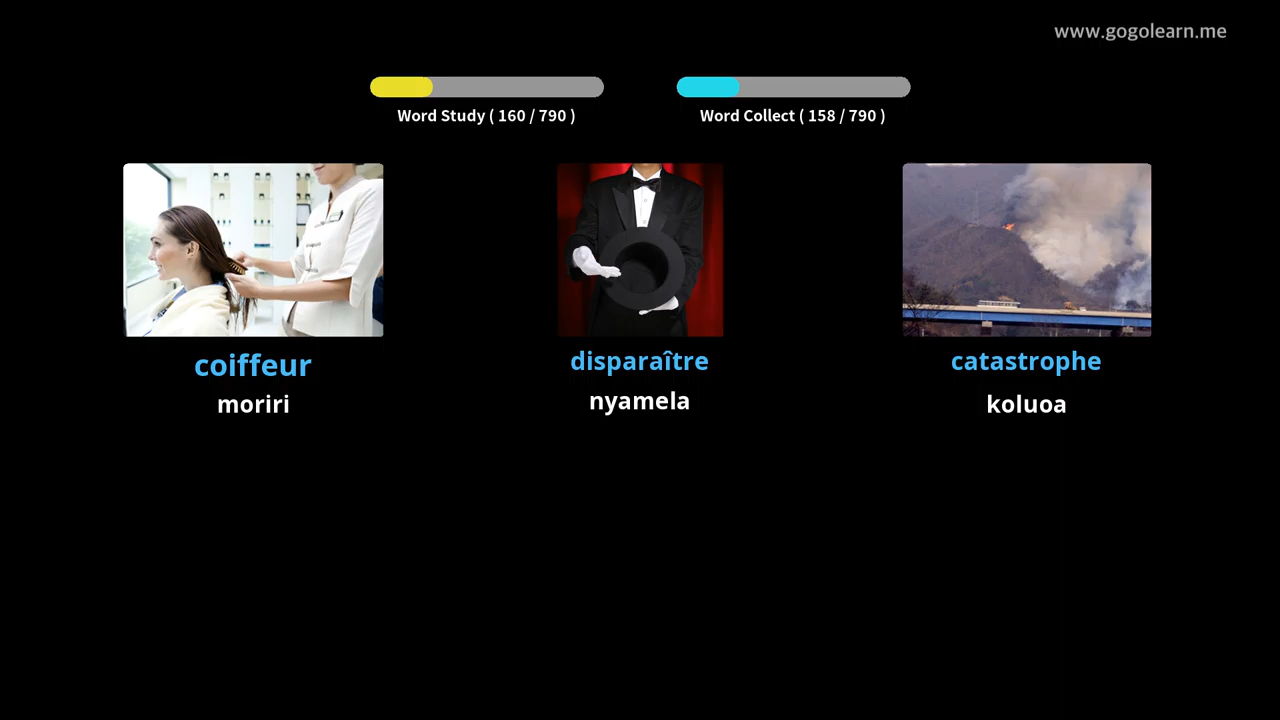 www.gogolearn.me
Word Study ( 160 / 790 )
Word Collect ( 158 / 790 )
coiffeur
moriri
disparaître
nyamela
catastrophe
koluoa